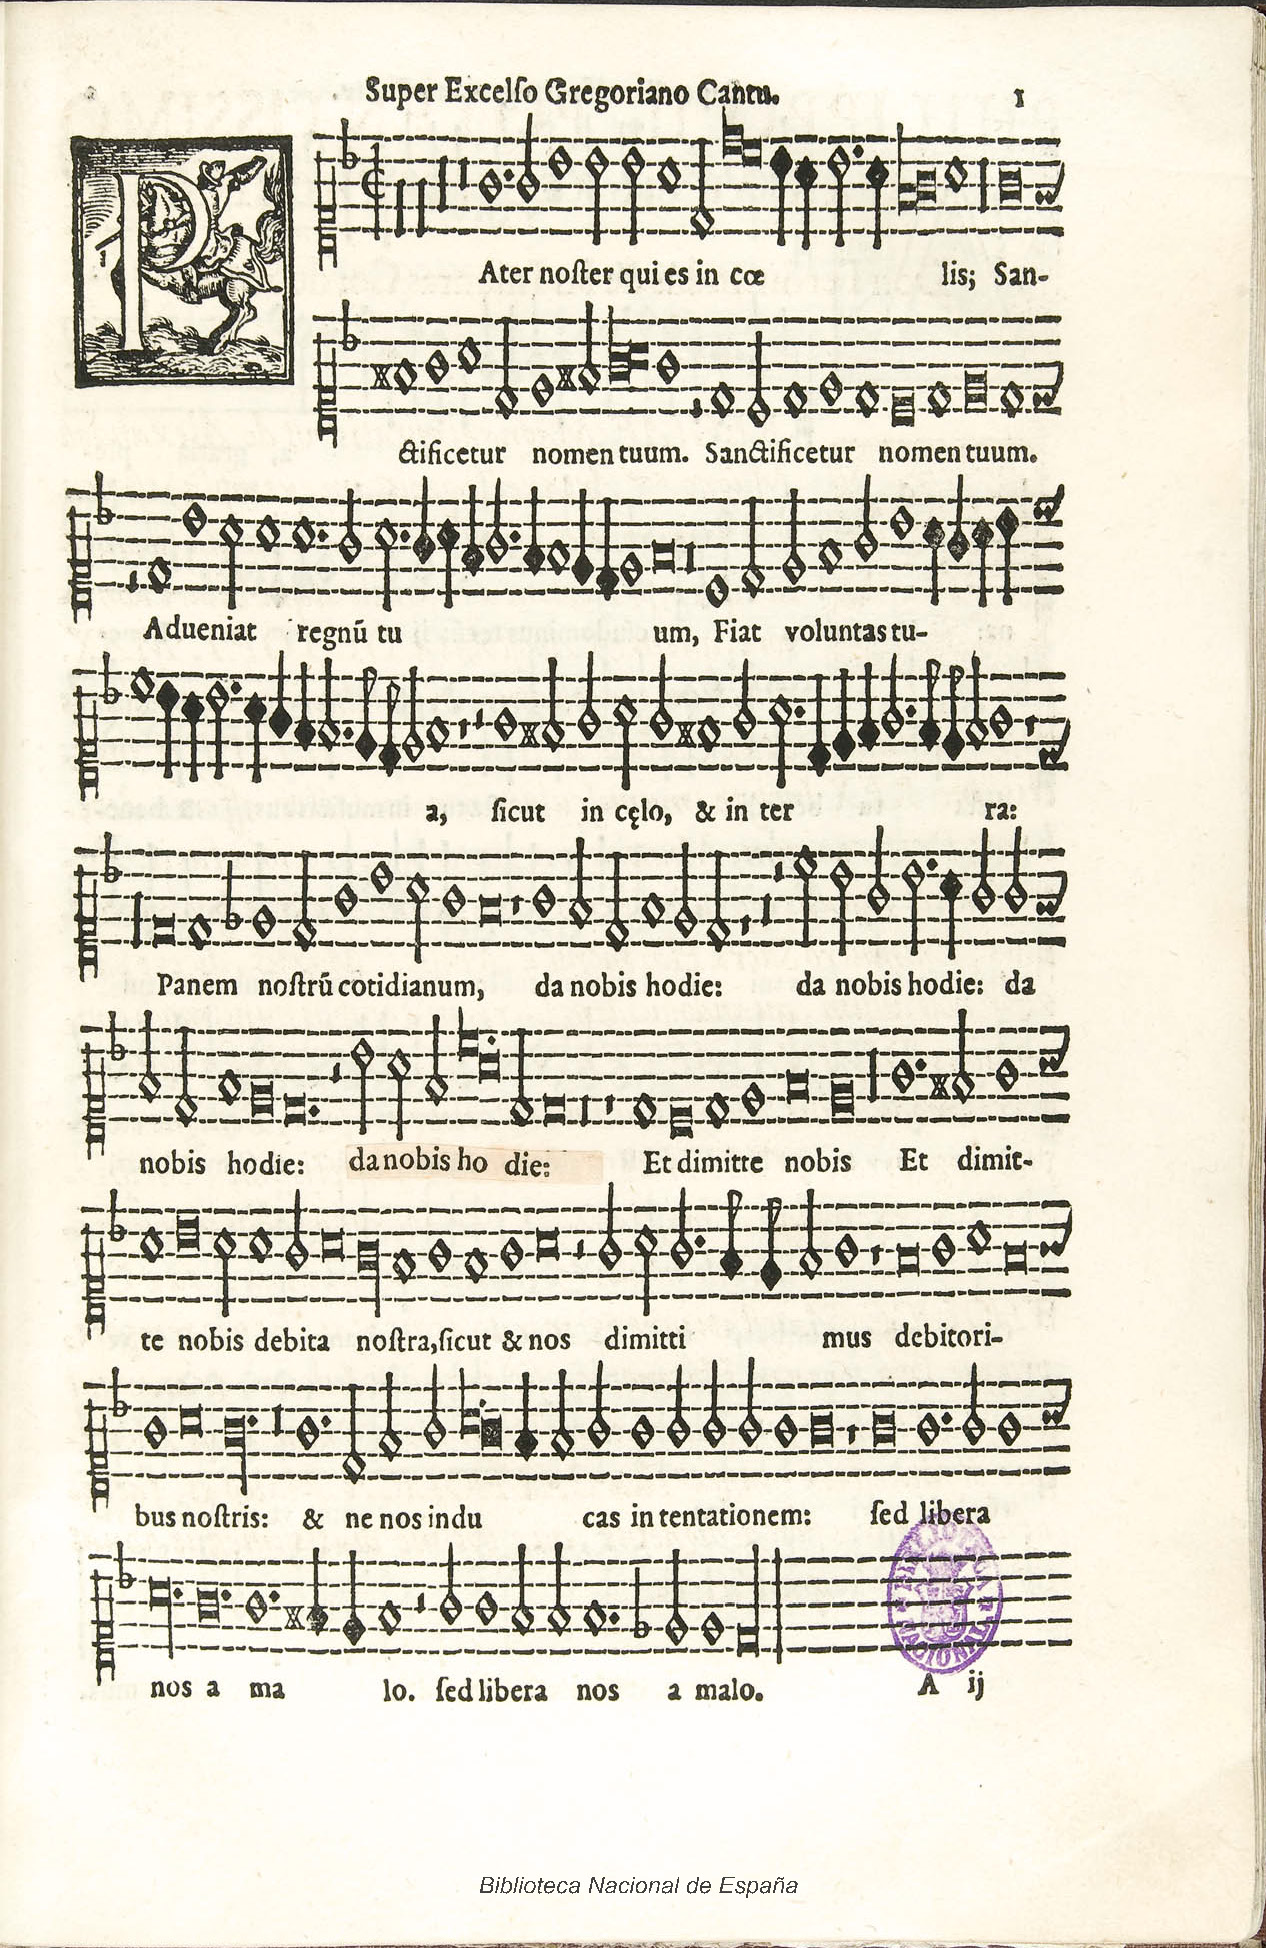 Super Excelſo Gregoriano Cantu. 1
P
Ater noſter qui es in cœ lis; San-
ctificetur nomen tuum. Sanctificetur nomen tuum.
Adueniat regnū tu um, Fiat voluntas tu-
a, ſicut in cęlo, & in ter ra:
Panem noſtrū cotidianum, da nobis hodie: da nobis hodie: da
nobis hodie: da nobis ho die: Et dimitte nobis Et dimit-
te nobis debita noſtra, ſicut & nos dimitti mus debitori-
bus noſtris: & ne nos indu cas in tentationem: ſed libera
nos a ma lo. ſed libera nos a malo. A ij
BIBLIOTECA NACIONAL
Biblioteca Nacional de España